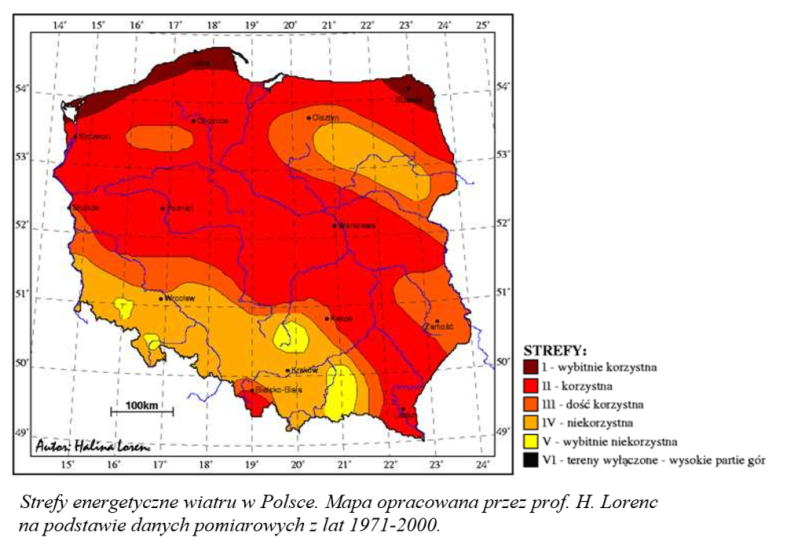 14° 15° 16° 17° 18° 19° 20° 21° 22° 23° 24° 25°
54° 54°
Suwałki
Chojnice Olsztyn
Szczecin
53° 53°
Słubice Poznań
Warszawa
52° 52°
51° Wrocław 51°
Kielce Zamość
50° Kraków 50°
Bielsko-Biała
100km
49° 49°
Autor: Halina Lorenc
15° 16° 17° 18° 19° 20° 21° 22° 23° 24°
STREFY:
I - wybitnie korzystna
II - korzystna
III - dość korzystna
IV - niekorzystna
V - wybitnie niekorzystna
VI - tereny wyłączone - wysokie partie gór
Strefy energetyczne wiatru w Polsce. Mapa opracowana przez prof. H. Lorenc
na podstawie danych pomiarowych z lat 1971-2000.